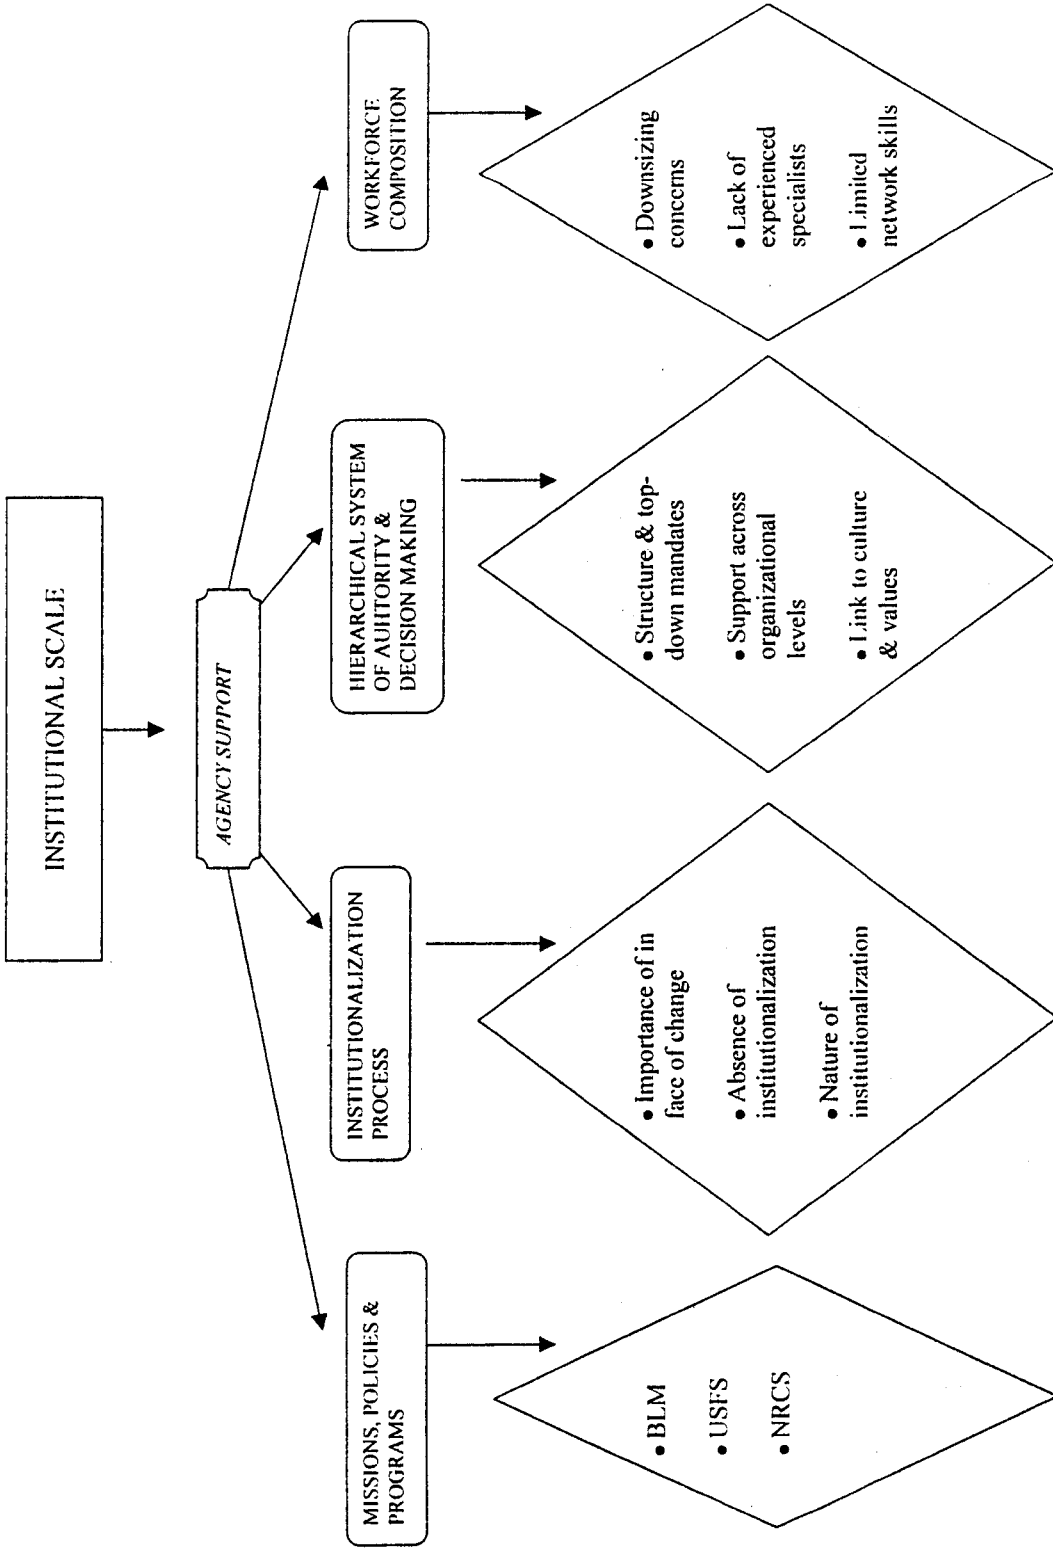 INSTITUTIONAL SCALE
AGENCY SUPPORT
MISSIONS, POLICIES &
PROGRAMS
INSTITUTIONALIZATION
PROCESS
HIERARCHICAL SYSTEM
OF AUHTORITY &
DECISION MAKING
WORKFORCE
COMPOSITION
• BLM
• USFS
• NRCS
• Importance of in
face of change
• Absence of
institutionalization
• Nature of
institutionalization
• Structure & top-
down mandates
• Support across
organizational
levels
• Link to culture
& values
• Downsizing
concerns
• Lack of
experienced
specialists
• Limited
network skills